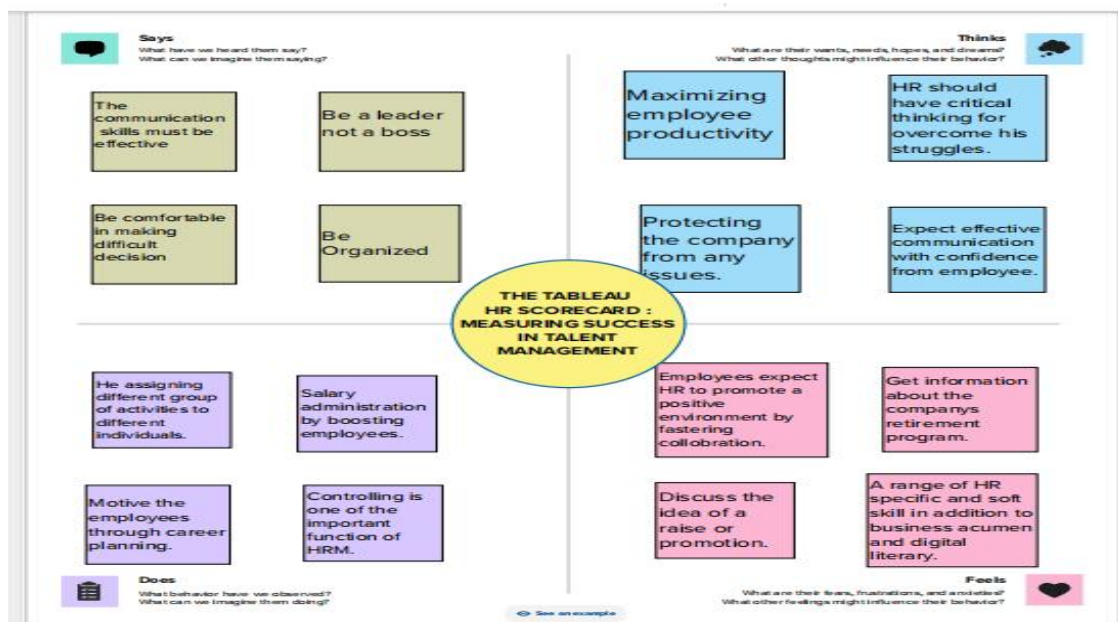 Says
What have we heard them say?
What can we imagine them saying?
Thinks
What are their wants, needs, hopes, and dreams?
What other thoughts might influence their behavior?
The
communication
skills must be
effective
Be a leader
not a boss
Maximizing
employee
productivity
HR should
have critical
thinking for
overcome his
struggles.
Be comfortable
in making
difficult
decision
Be
Organized
Protecting
the company
from any
issues.
Expect effective
communication
with confidence
from employee.
THE TABLEAU
HR SCORECARD :
MEASURING SUCCESS
IN TALENT
MANAGEMENT
He assigning
different group
of activities to
different
individuals.
Salary
administration
by boosting
employees.
Employees expect
HR to promote a
positive
environment by
fastering
collobration.
Get information
about the
companys
retirement
program.
Motive the
employees
through career
planning.
Controlling is
one of the
important
function of
HRM.
Discuss the
idea of a
raise or
promotion.
A range of HR
specific and soft
skill in addition to
business acumen
and digital
literary.
Does
What behavior have we observed?
What can we imagine them doing?
Feels
What are their fears, frustrations, and anxieties?
What other feelings might influence their behavior?
See an example